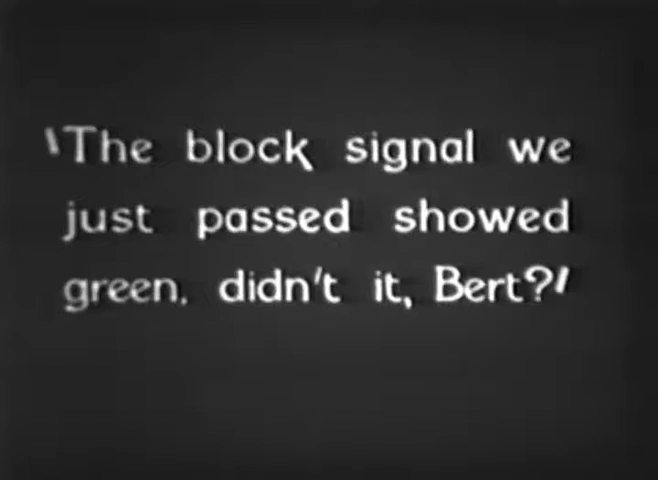 'The block signal we
just passed showed
green, didn't it, Bert?'